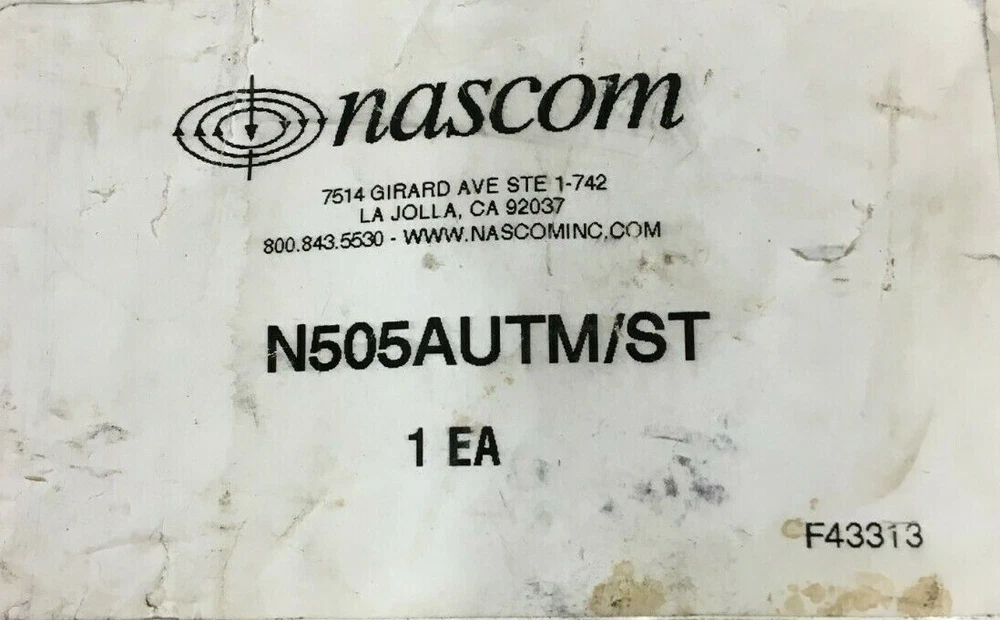 nascom
7514 GIRARD AVE STE 1-742
LA JOLLA, CA 92037
800.843.5530 - WWW.NASCOMINC.COM
N505AUTM/ST
1 EA
F43313